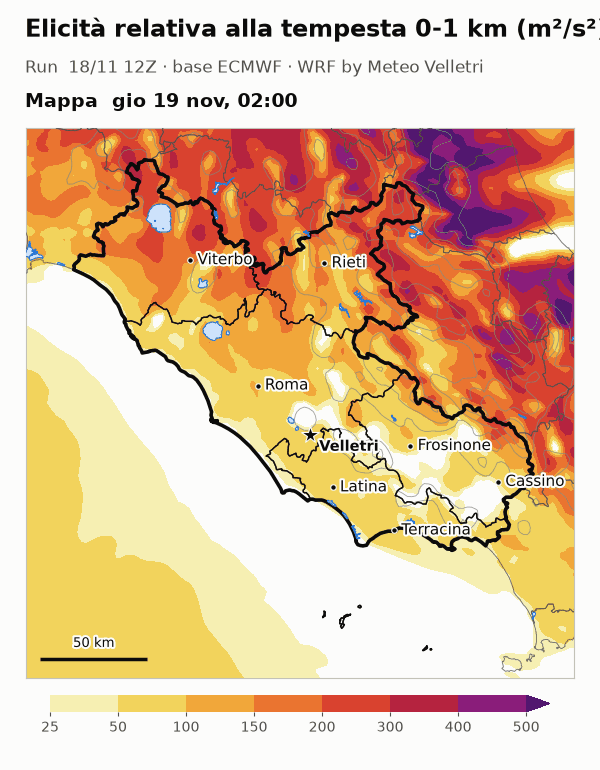 Elicità relativa alla tempesta 0-1 km (m²/s²)
Run  18/11 12Z · base ECMWF · WRF by Meteo Velletri
Mappa  gio 19 nov, 02:00
Viterbo
Rieti
Roma
Velletri
Frosinone
Cassino
Latina
Terracina
50 km
25 50 100 150 200 300 400 500